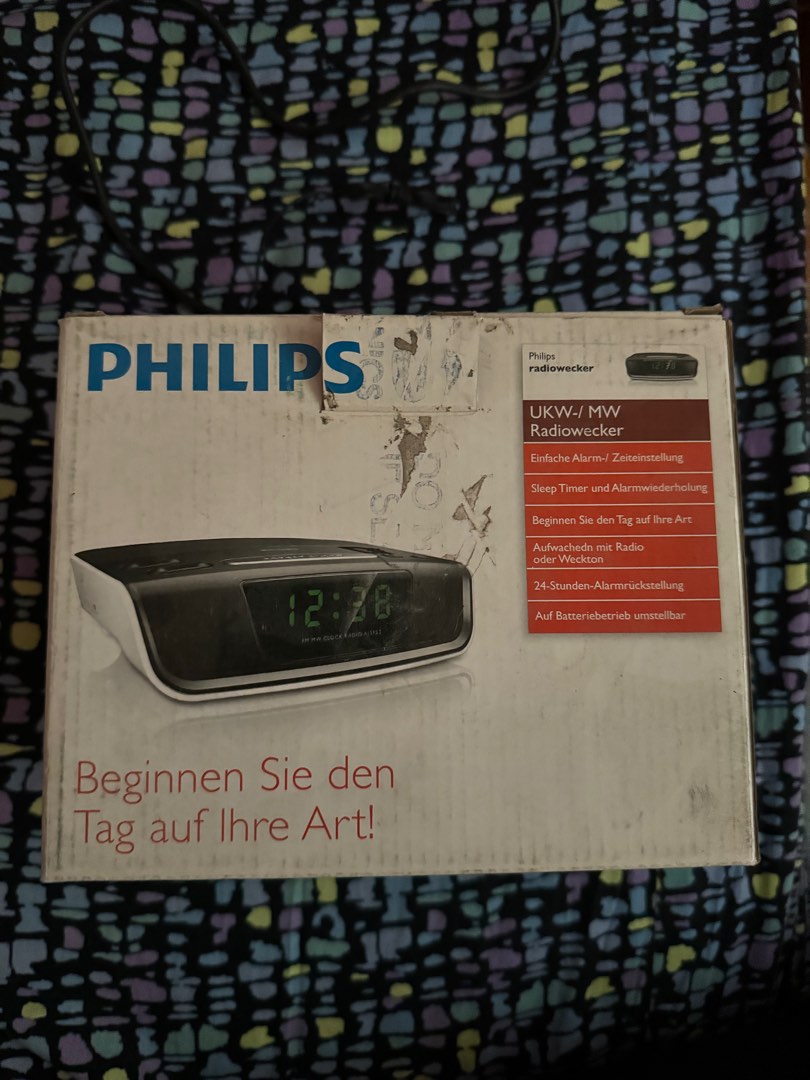 PHILIPS
Philips
radiowecker
UKW-/ MW
Radiowecker
Einfache Alarm-/ Zeiteinstellung
Sleep Timer und Alarmwiederholung
Beginnen Sie den Tag auf Ihre Art
Aufwachedn mit Radio
oder Weckton
24-Stunden-Alarmrückstellung
Auf Batteriebetrieb umstellbar
12:38
Beginnen Sie den
Tag auf Ihre Art!